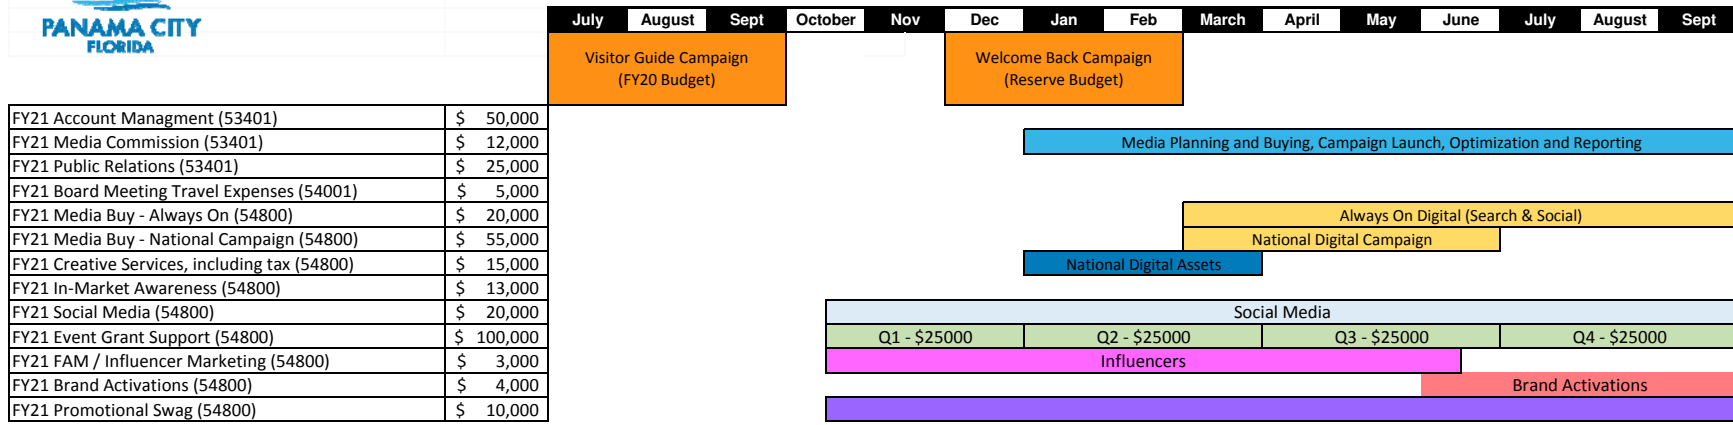 PANAMA CITY
FLORIDA
July August Sept October Nov Dec Jan Feb March April May June July August Sept
Visitor Guide Campaign
(FY20 Budget)
Welcome Back Campaign
(Reserve Budget)
FY21 Account Managment (53401) $ 50,000
FY21 Media Commission (53401) $ 12,000 Media Planning and Buying, Campaign Launch, Optimization and Reporting
FY21 Public Relations (53401) $ 25,000
FY21 Board Meeting Travel Expenses (54001) $ 5,000
FY21 Media Buy - Always On (54800) $ 20,000 Always On Digital (Search & Social)
FY21 Media Buy - National Campaign (54800) $ 55,000 National Digital Campaign
FY21 Creative Services, including tax (54800) $ 15,000 National Digital Assets
FY21 In-Market Awareness (54800) $ 13,000
FY21 Social Media (54800) $ 20,000 Social Media
FY21 Event Grant Support (54800) $ 100,000 Q1 - $25000 Q2 - $25000 Q3 - $25000 Q4 - $25000
FY21 FAM / Influencer Marketing (54800) $ 3,000 Influencers
FY21 Brand Activations (54800) $ 4,000 Brand Activations
FY21 Promotional Swag (54800) $ 10,000